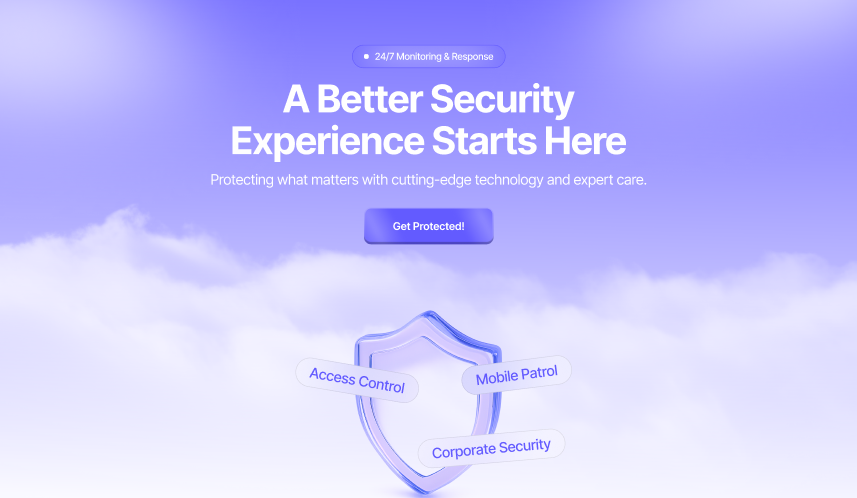 24/7 Monitoring & Response
A Better Security
Experience Starts Here
Protecting what matters with cutting-edge technology and expert care.
Get Protected!
Access Control
Mobile Patrol
Corporate Security